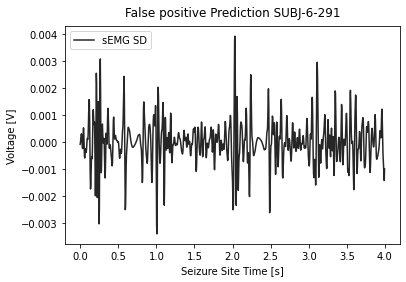 False positive Prediction SUBJ-6-291
sEMG SD
Voltage [V]
0.004
0.003
0.002
0.001
0.000
−0.001
−0.002
−0.003
0.0 0.5 1.0 1.5 2.0 2.5 3.0 3.5 4.0
Seizure Site Time [s]